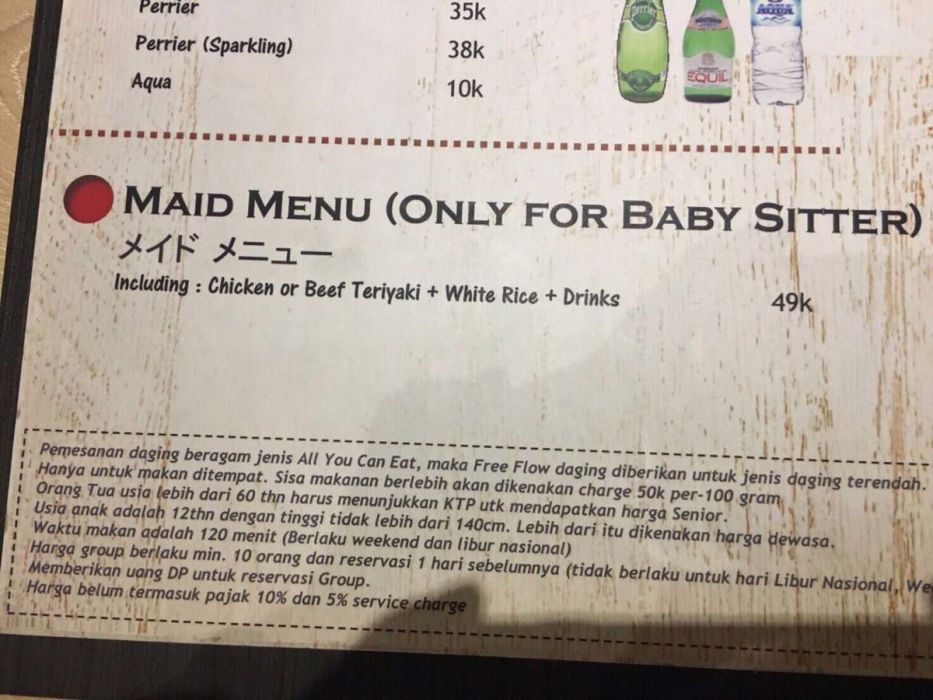 Perrier 35k
Perrier (Sparkling) 38k
Aqua 10k
Perrier
EQUIL
AQUA
MAID MENU (ONLY FOR BABY SITTER)
メイド メニュー
Including : Chicken or Beef Teriyaki + White Rice + Drinks 49k
Pemesanan daging beragam jenis All You Can Eat, maka Free Flow daging diberikan untuk jenis daging terendah.
Hanya untuk makan ditempat. Sisa makanan berlebih akan dikenakan charge 50k per-100 gram
Orang Tua usia lebih dari 60 thn harus menunjukkan KTP utk mendapatkan harga Senior.
Usia anak adalah 12thn dengan tinggi tidak lebih dari 140cm. Lebih dari itu dikenakan harga dewasa.
Waktu makan adalah 120 menit (Berlaku weekend dan libur nasional)
Harga group berlaku min. 10 orang dan reservasi 1 hari sebelumnya (tidak berlaku untuk hari Libur Nasional, We
Memberikan uang DP untuk reservasi Group.
Harga belum termasuk pajak 10% dan 5% service charge